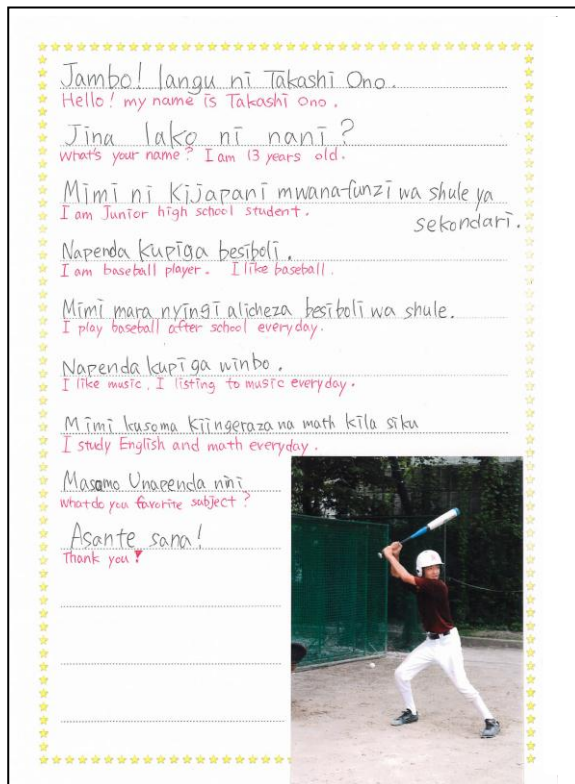 Jambo! langu ni Takashi Ono.
Hello! my name is Takashi Ono.
Jina lako ni nani?
What's your name? I am 13 years old.
Mimi ni Kijapani mwana-funzi wa shule ya
sekondari.
I am Junior high school student.
Napenda kupiga besiboli.
I am baseball player. I like baseball.
Mimi mara nyingi alicheza besiboli wa shule.
I play baseball after school everyday.
Napenda kupiga winbo.
I like music, I listing to music everyday.
Mimi kusoma Kiingeraza na math kila siku
I study English and math everyday.
Masomo Unapenda nini
What do you favorite subject?
Asante sana!
Thank you!